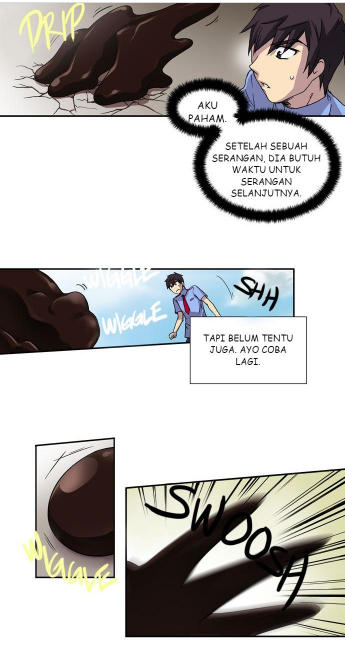 DRIP
AKU
PAHAM.
SETELAH SEBUAH
SERANGAN, DIA BUTUH
WAKTU UNTUK
SERANGAN
SELANJUTNYA.
WIGGLE
WIGGLE
SHH
TAPI BELUM TENTU
JUGA. AYO COBA
LAGI.
WIGGLE
SWOOSH